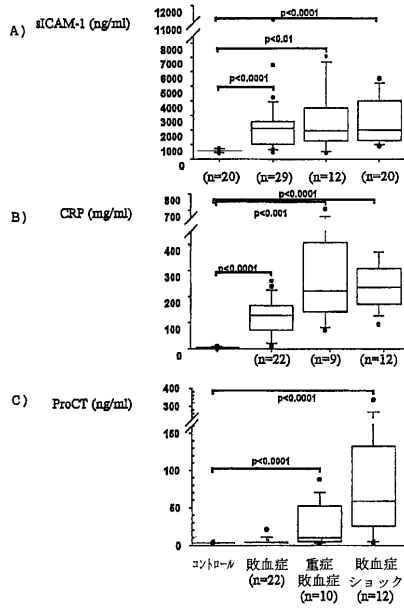 A) sICAM-1 (ng/ml)
12000
11000
8000
7000
6000
5000
4000
3000
2000
1000
0
p<0.0001
p<0.01
p<0.0001
(n=20) (n=29) (n=12) (n=20)
B) CRP (mg/ml)
800
700
400
300
200
100
0
p<0.0001
p<0.001
p<0.0001
(n=22) (n=9) (n=12)
C) ProCT (ng/ml)
400
300
150
100
50
0
p<0.0001
p<0.0001
コントロール 敗血症 重症 敗血症
(n=22) 敗血症 ショック
(n=10) (n=12)